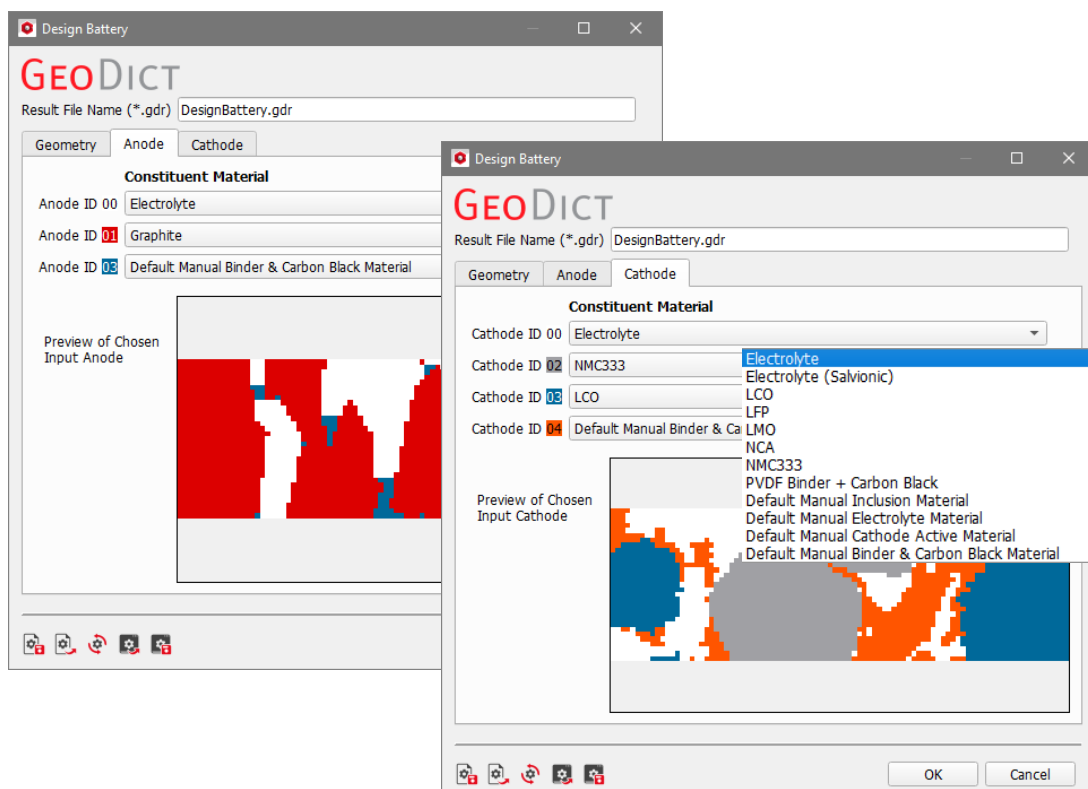 Design Battery
GEODICT
Result File Name (*.gdr) DesignBattery.gdr
Geometry Anode Cathode
Constituent Material
Anode ID 00 Electrolyte
Anode ID 01 Graphite
Anode ID 03 Default Manual Binder & Carbon Black Material
Preview of Chosen
Input Anode
Design Battery
GEODICT
Result File Name (*.gdr) DesignBattery.gdr
Geometry Anode Cathode
Constituent Material
Cathode ID 00 Electrolyte
Cathode ID 02 NMC333
Cathode ID 03 LCO
Cathode ID 04 Default Manual Binder & Ca
Electrolyte
Electrolyte (Salvionic)
LCO
LFP
LMO
NCA
NMC333
PVDF Binder + Carbon Black
Default Manual Inclusion Material
Default Manual Electrolyte Material
Default Manual Cathode Active Material
Default Manual Binder & Carbon Black Material
Preview of Chosen
Input Cathode
OK Cancel